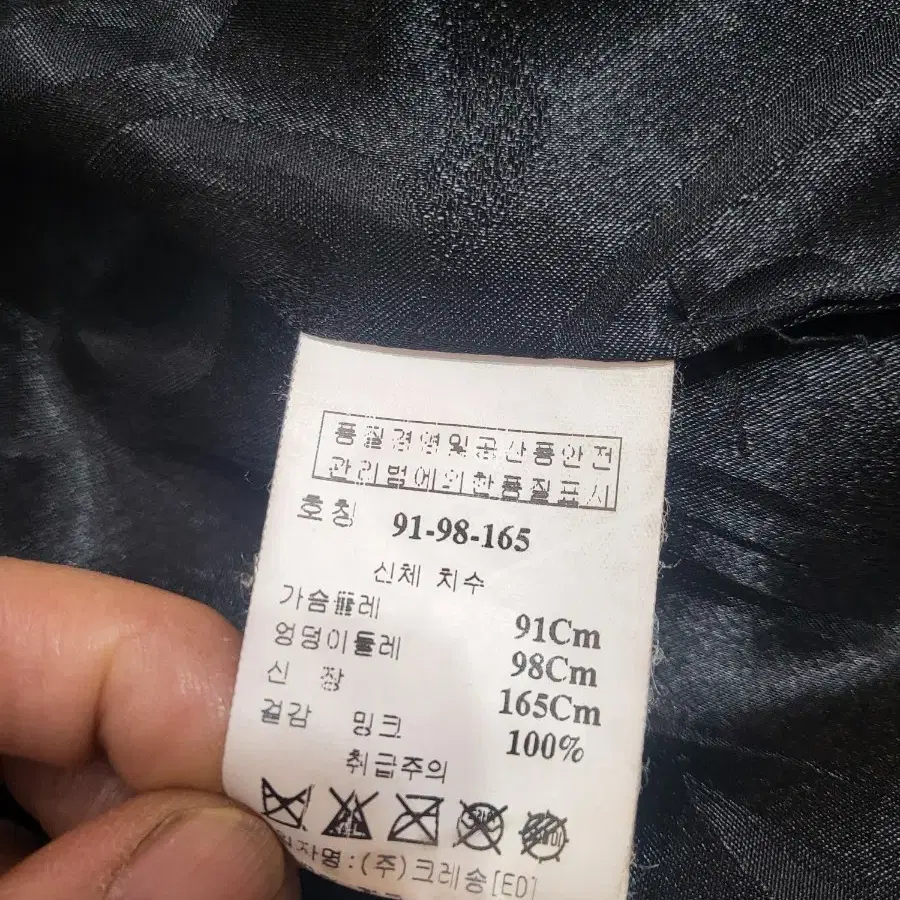 품질경영및공산품안전
관리법에의한품질표시
호칭 91-98-165
신체 치수
가슴둘레 91Cm
엉덩이둘레 98Cm
신 장 165Cm
겉감 밍크 100%
취급주의
(주)크레송[ED]